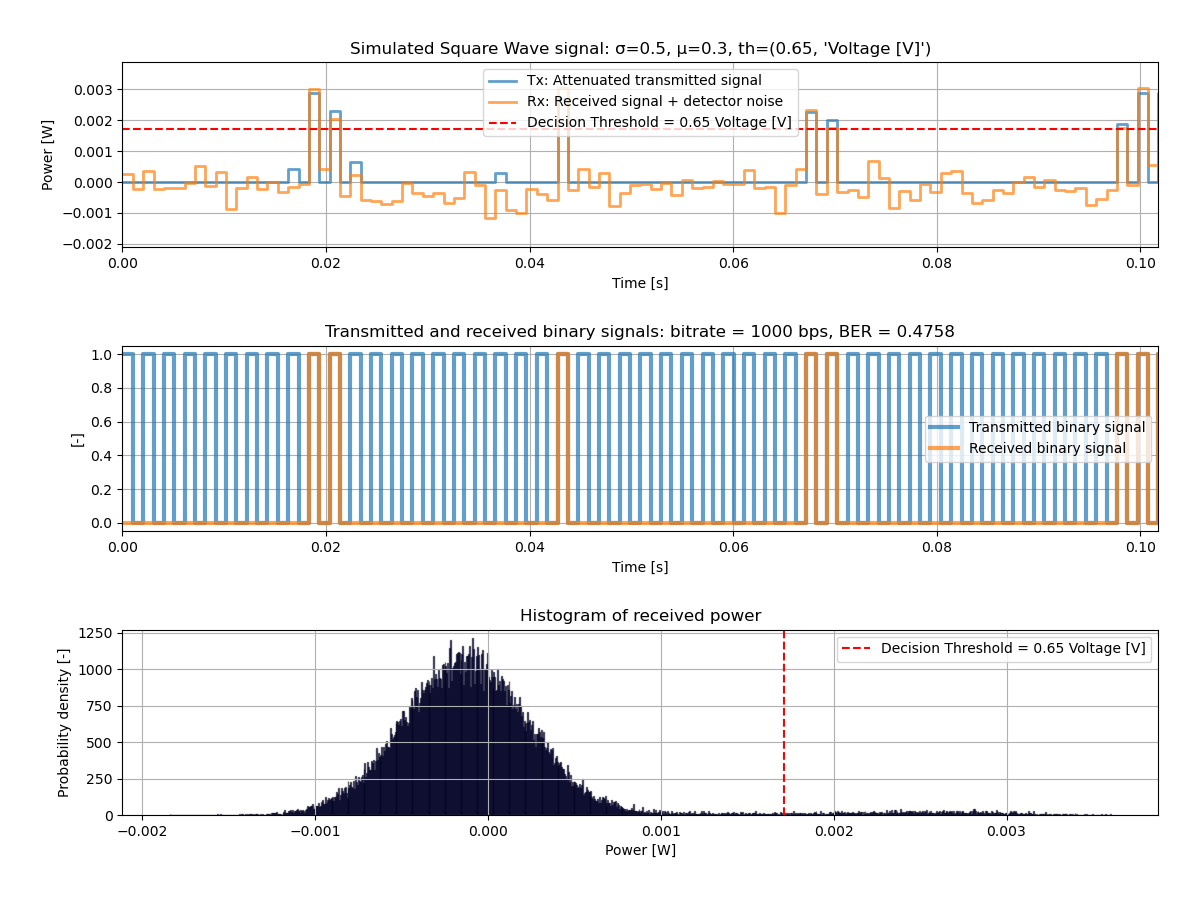 Simulated Square Wave signal: σ=0.5, μ=0.3, th=(0.65, 'Voltage [V]')
Tx: Attenuated transmitted signal
Rx: Received signal + detector noise
Decision Threshold = 0.65 Voltage [V]
Power [W]
0.003
0.002
0.001
0.000
−0.001
−0.002
0.00 0.02 0.04 0.06 0.08 0.10
Time [s]
Transmitted and received binary signals: bitrate = 1000 bps, BER = 0.4758
[-]
1.0
0.8
0.6
0.4
0.2
0.0
Transmitted binary signal
Received binary signal
0.00 0.02 0.04 0.06 0.08 0.10
Time [s]
Histogram of received power
Probability density [-]
1250
1000
750
500
250
0
Decision Threshold = 0.65 Voltage [V]
−0.002 −0.001 0.000 0.001 0.002 0.003
Power [W]